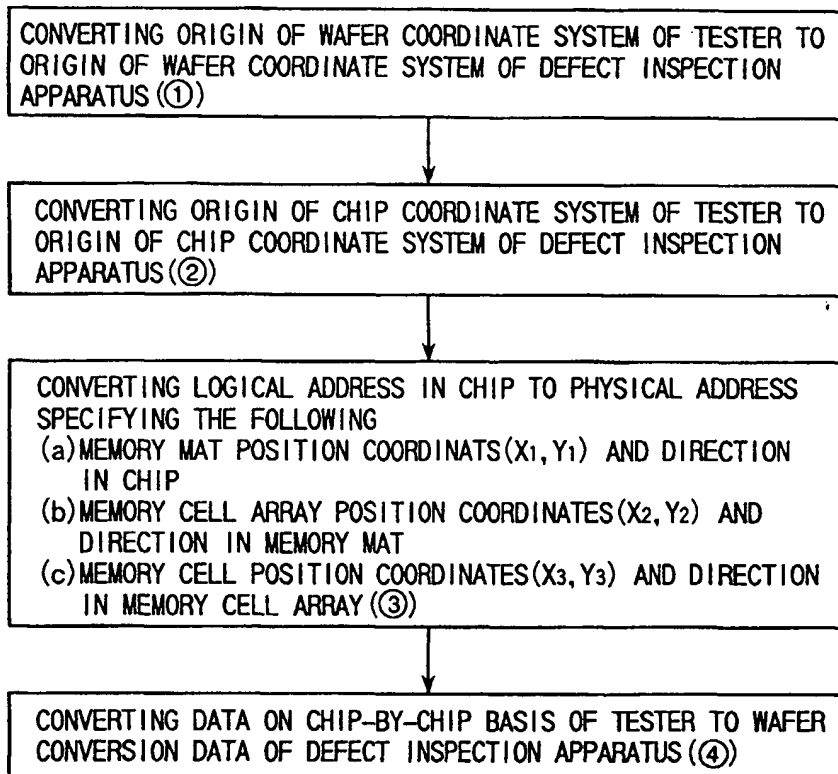 CONVERTING ORIGIN OF WAFER COORDINATE SYSTEM OF TESTER TO
ORIGIN OF WAFER COORDINATE SYSTEM OF DEFECT INSPECTION
APPARATUS(①)
CONVERTING ORIGIN OF CHIP COORDINATE SYSTEM OF TESTER TO
ORIGIN OF CHIP COORDINATE SYSTEM OF DEFECT INSPECTION
APPARATUS(②)
CONVERTING LOGICAL ADDRESS IN CHIP TO PHYSICAL ADDRESS
SPECIFYING THE FOLLOWING
(a)MEMORY MAT POSITION COORDINATS(X1,Y1) AND DIRECTION
IN CHIP
(b)MEMORY CELL ARRAY POSITION COORDINATES(X2,Y2) AND
DIRECTION IN MEMORY MAT
(c)MEMORY CELL POSITION COORDINATES(X3,Y3) AND DIRECTION
IN MEMORY CELL ARRAY(③)
CONVERTING DATA ON CHIP-BY-CHIP BASIS OF TESTER TO WAFER
CONVERSION DATA OF DEFECT INSPECTION APPARATUS(④)